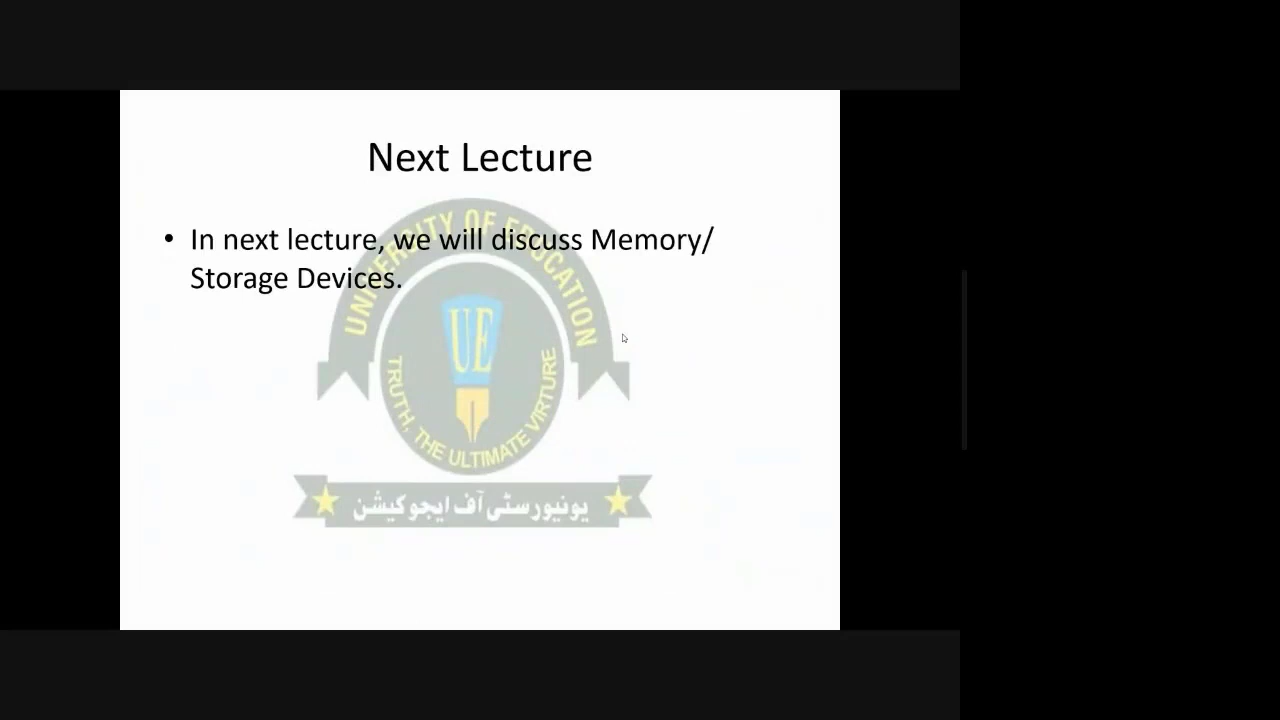 Next Lecture
• In next lecture, we will discuss Memory/
Storage Devices.
UNIVERSITY OF EDUCATION
UE
TRUTH, THE ULTIMATE VIRTURE
یونیورسٹی آف ایجوکیشن